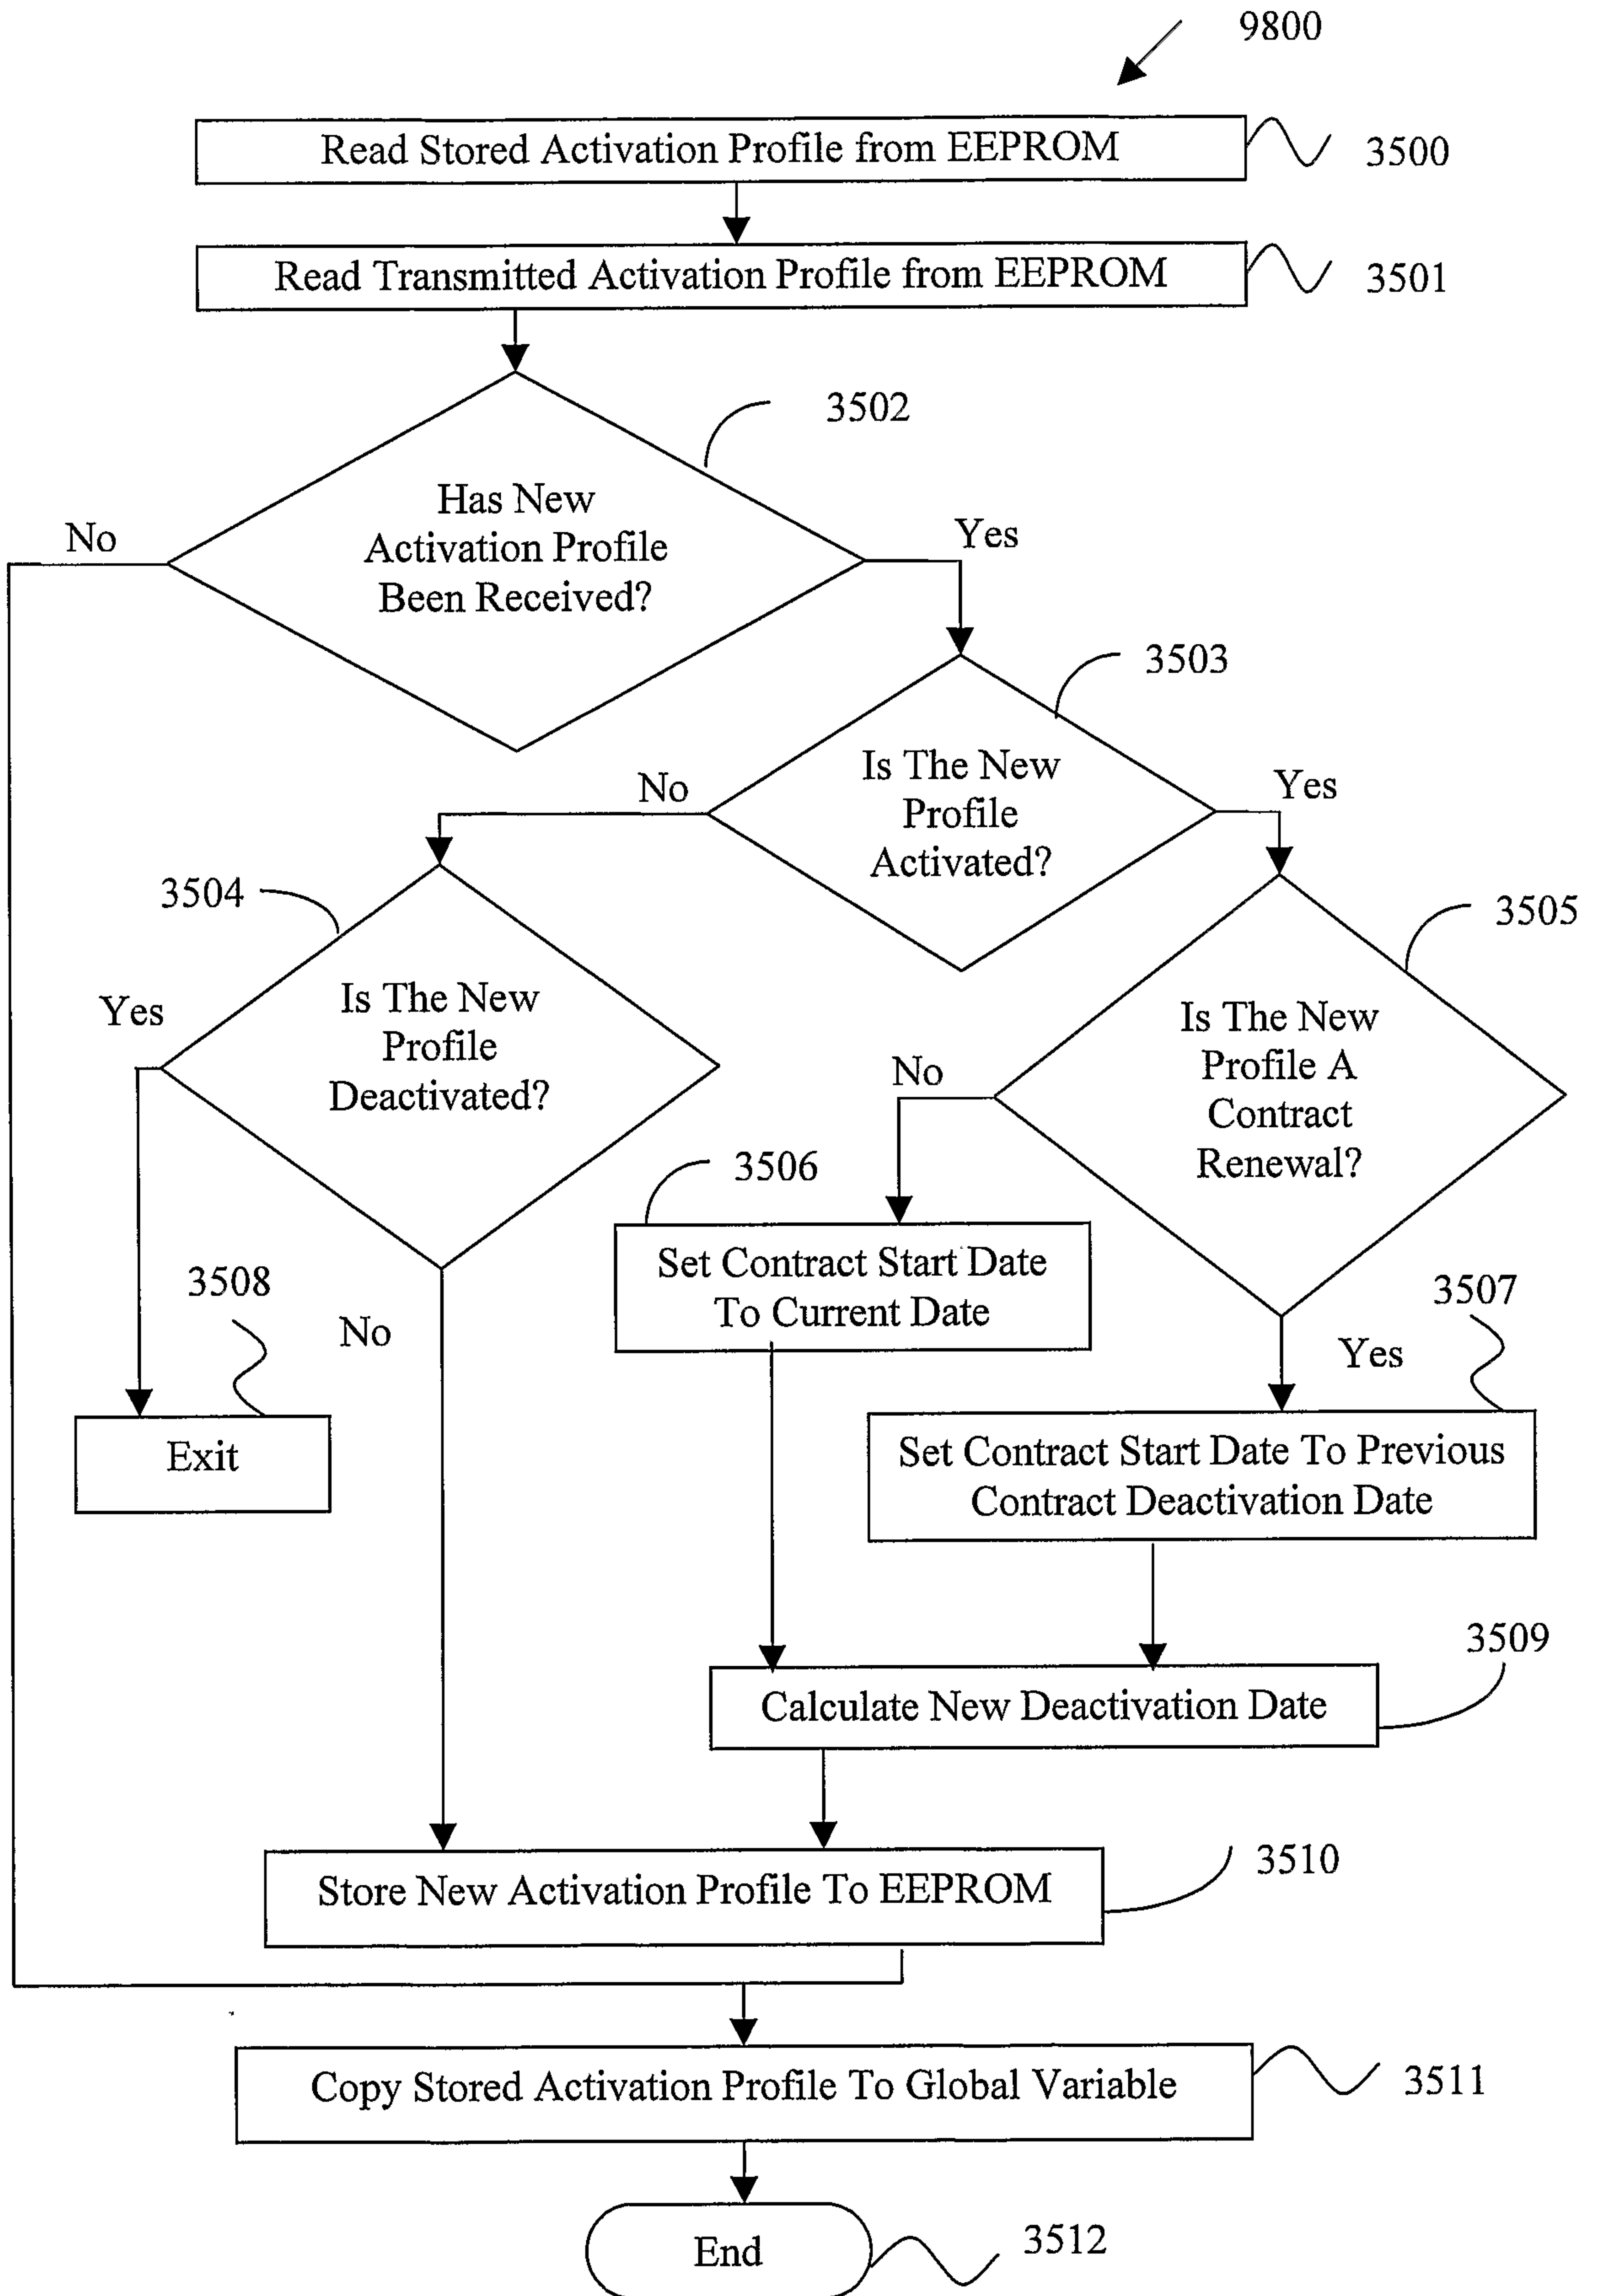 9800
Read Stored Activation Profile from EEPROM
3500
Read Transmitted Activation Profile from EEPROM
3501
3502
Has New
Activation Profile
Been Received?
No
Yes
3503
Is The New
Profile
Activated?
No
Yes
3504
Is The New
Profile
Deactivated?
Yes
3505
Is The New
Profile A
Contract
Renewal?
No
3506
Set Contract Start Date
To Current Date
3508
No
3507
Yes
Exit
Set Contract Start Date To Previous
Contract Deactivation Date
3509
Calculate New Deactivation Date
Store New Activation Profile To EEPROM
3510
Copy Stored Activation Profile To Global Variable
3511
End
3512